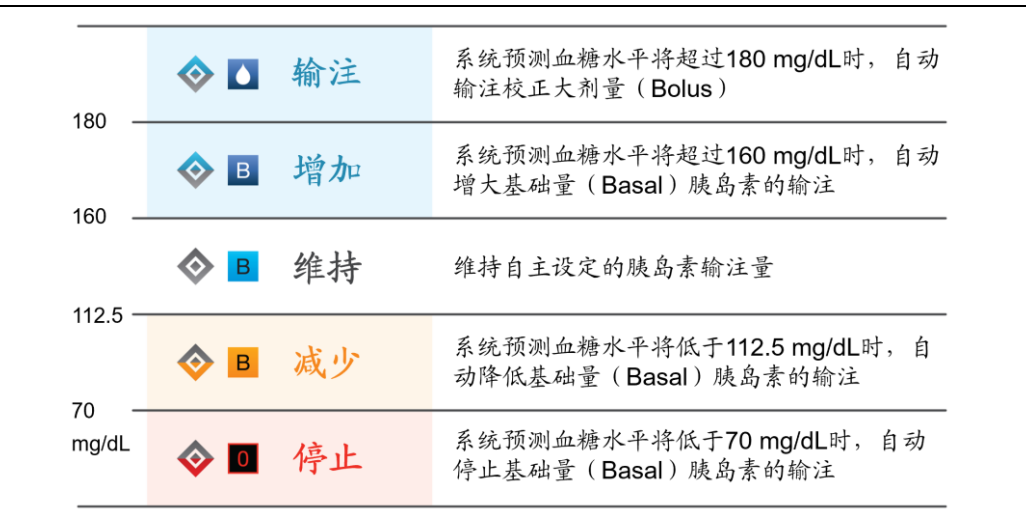 输注
系统预测血糖水平将超过180 mg/dL时，自动
输注校正大剂量（Bolus）
180
B
增加
系统预测血糖水平将超过160 mg/dL时，自动
增大基础量（Basal）胰岛素的输注
160
B
维持
维持自主设定的胰岛素输注量
112.5
B
减少
系统预测血糖水平将低于112.5 mg/dL时，自
动降低基础量（Basal）胰岛素的输注
70
mg/dL
0
停止
系统预测血糖水平将低于70 mg/dL时，自动
停止基础量（Basal）胰岛素的输注